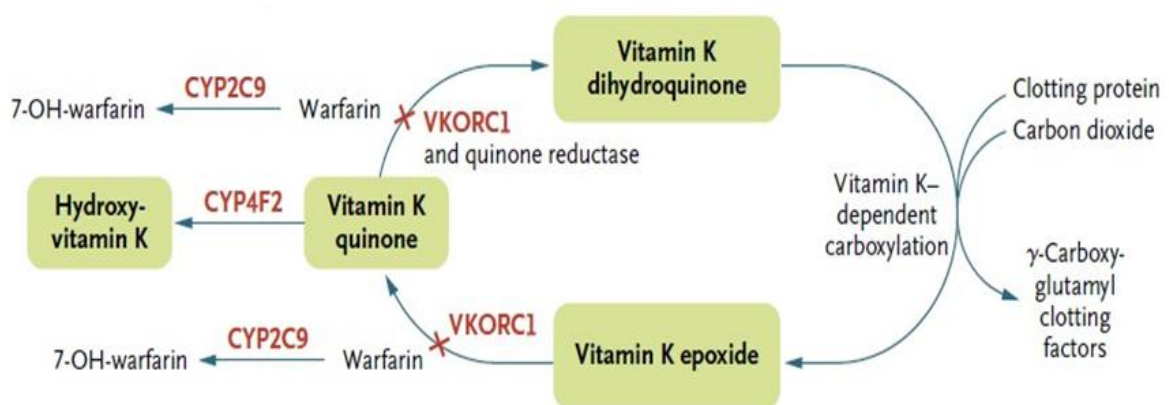 Vitamin K
dihydroquinone
CYP2C9
7-OH-warfarin
Warfarin
VKORC1
and quinone reductase
Clotting protein
Carbon dioxide
Hydroxy-
vitamin K
CYP4F2
Vitamin K
quinone
Vitamin K–
dependent
carboxylation
γ-Carboxy-
glutamyl
clotting
factors
CYP2C9
7-OH-warfarin
Warfarin
VKORC1
Vitamin K epoxide